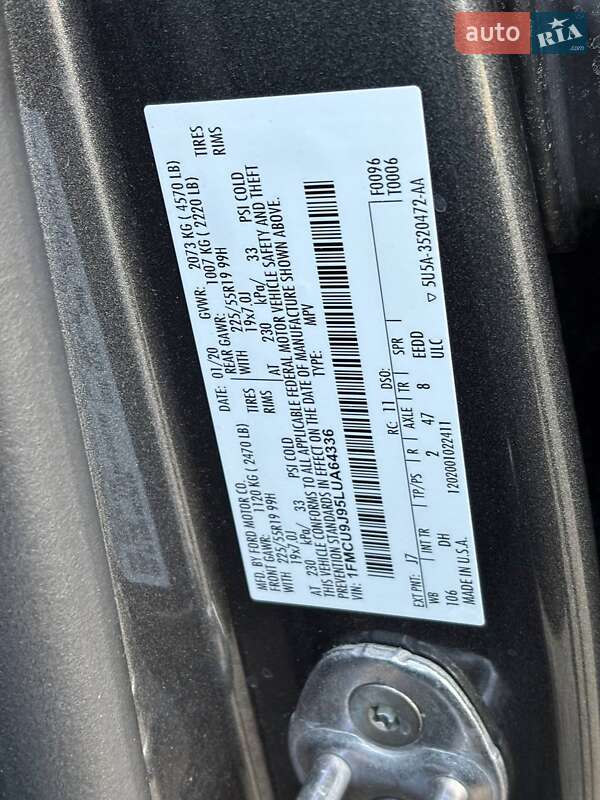 auto RIA.com
MFD. BY FORD MOTOR CO. DATE: 01/20 GVWR: 2073 KG ( 4570 LB)
FRONT GAWR: 1120 KG ( 2470 LB) REAR GAWR: 1007 KG ( 2220 LB)
WITH 225/55R19 99H TIRES WITH 225/55R19 99H TIRES
19x7.0J RIMS 19x7.0J RIMS
AT 230 kPa/ 33 PSI COLD AT 230 kPa/ 33 PSI COLD
THIS VEHICLE CONFORMS TO ALL APPLICABLE FEDERAL MOTOR VEHICLE SAFETY AND THEFT
PREVENTION STANDARDS IN EFFECT ON THE DATE OF MANUFACTURE SHOWN ABOVE.
VIN: 1FMCU9J95LUA64336 TYPE: MPV
F0096
T0006
EXT PNT: J7 RC: 11 DSO:
WB INT TR TP/PS R AXLE TR SPR
106 DH 2 47 8 EEDD
MADE IN U.S.A. 1202001022411 ULC
▽ 5U5A-3520472-AA